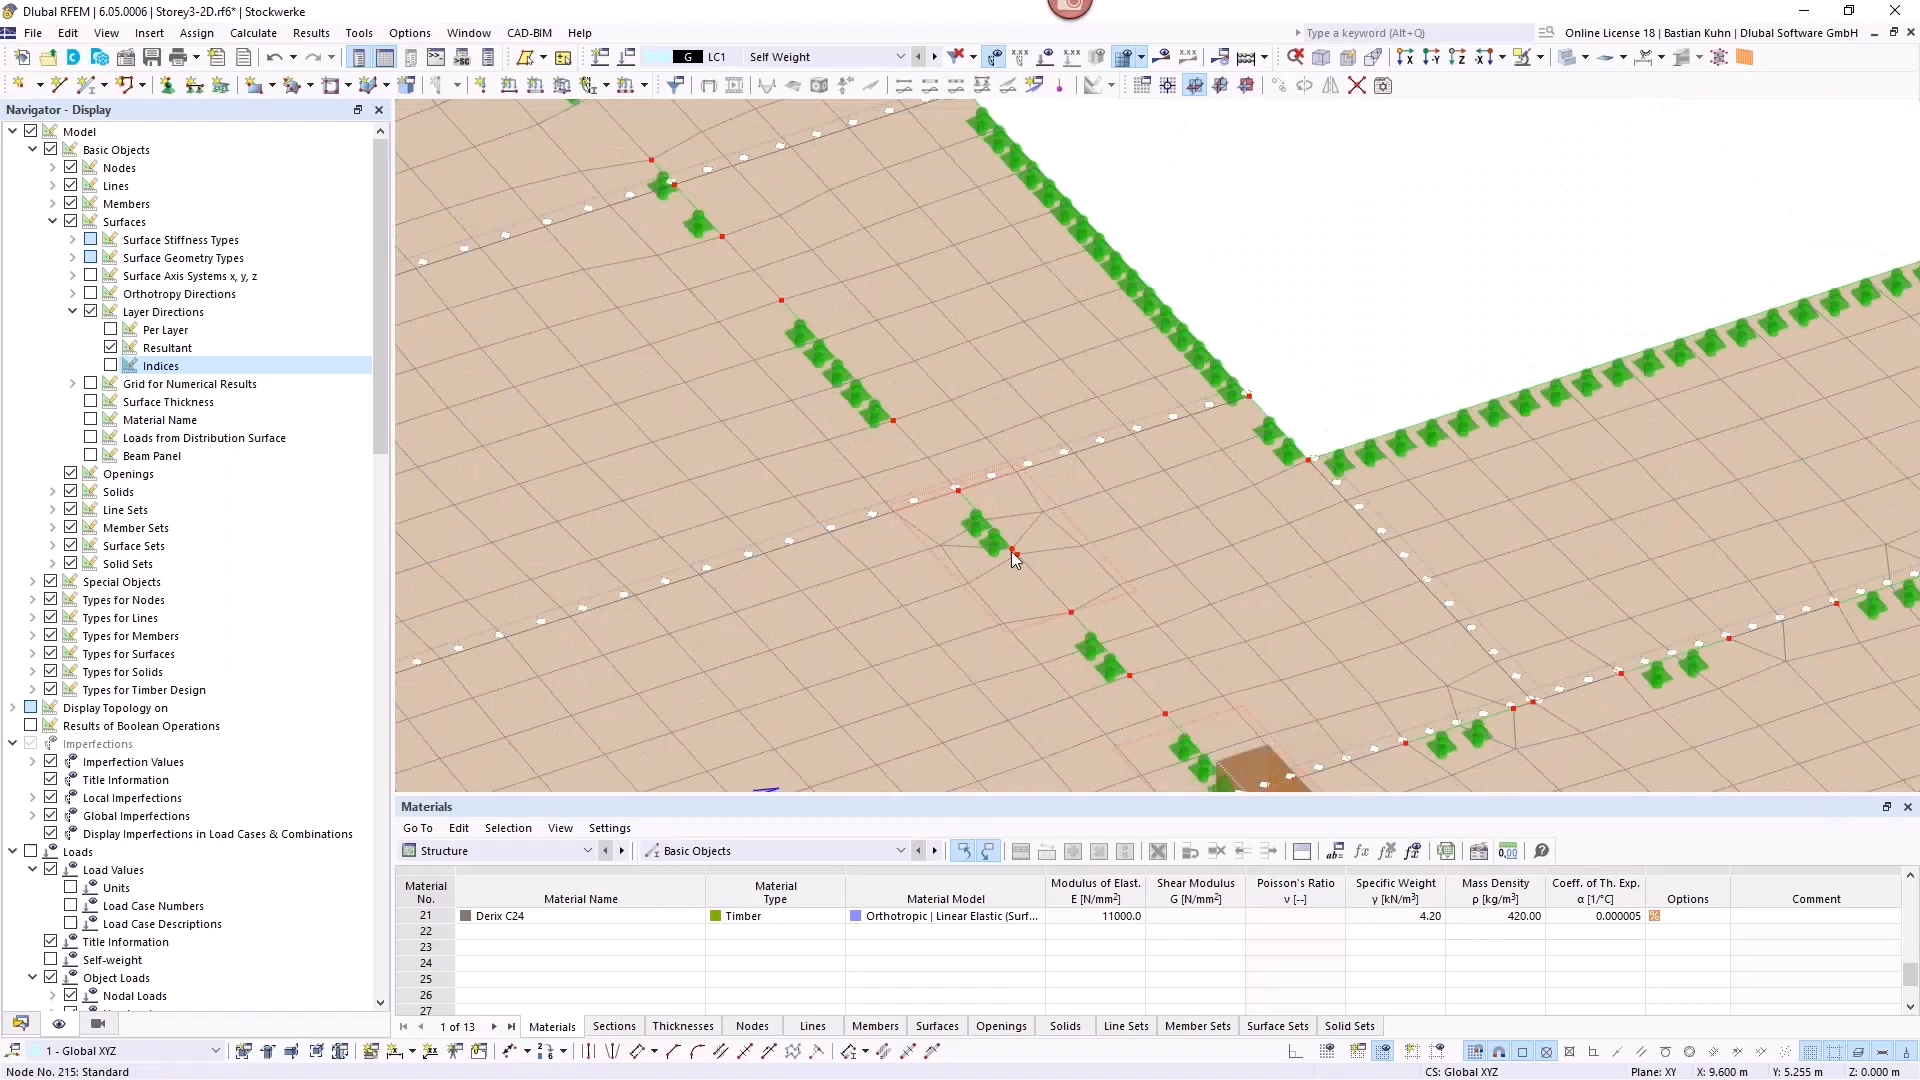 Dlubal RFEM | 6.05.0006 | Storey3-2D.rf6* | Stockwerke
File Edit View Insert Assign Calculate Results Tools Options Window CAD-BIM Help
Type a keyword (Alt+Q)
Online License 18 | Bastian Kuhn | Dlubal Software GmbH
G LC1 Self Weight
Navigator - Display
Model
Basic Objects
Nodes
Lines
Members
Surfaces
Surface Stiffness Types
Surface Geometry Types
Surface Axis Systems x, y, z
Orthotropy Directions
Layer Directions
Per Layer
Resultant
Indices
Grid for Numerical Results
Surface Thickness
Material Name
Loads from Distribution Surface
Beam Panel
Openings
Solids
Line Sets
Member Sets
Surface Sets
Solid Sets
Special Objects
Types for Nodes
Types for Lines
Types for Members
Types for Surfaces
Types for Solids
Types for Timber Design
Display Topology on
Results of Boolean Operations
Imperfections
Imperfection Values
Title Information
Local Imperfections
Global Imperfections
Display Imperfections in Load Cases & Combinations
Loads
Load Values
Units
Load Case Numbers
Load Case Descriptions
Title Information
Self-weight
Object Loads
Nodal Loads
Materials
Go To Edit Selection View Settings
Structure Basic Objects
Material No. Material Name Material Type Material Model Modulus of Elast. E [N/mm²] Shear Modulus G [N/mm²] Poisson's Ratio ν [--] Specific Weight γ [kN/m³] Mass Density ρ [kg/m³] Coeff. of Th. Exp. α [1/°C] Options Comment
21 Derix C24 Timber Orthotropic | Linear Elastic (Surf... 11000.0 4.20 420.00 0.000005
22
23
24
25
26
27
1 of 13 Materials Sections Thicknesses Nodes Lines Members Surfaces Openings Solids Line Sets Member Sets Surface Sets Solid Sets
1 - Global XYZ
Node No. 215: Standard
CS: Global XYZ Plane: XY X: 9.600 m Y: 5.255 m Z: 0.000 m